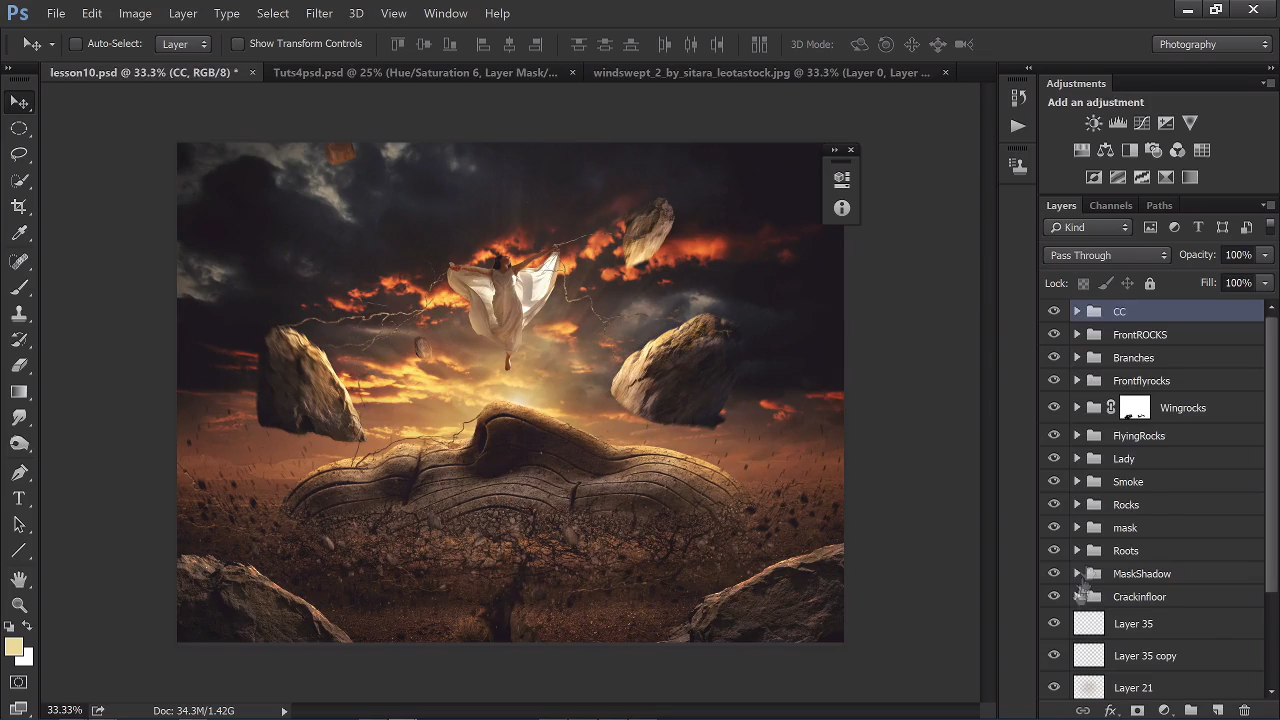 Ps File Edit Image Layer Type Select Filter 3D View Window Help
Auto-Select: Layer Show Transform Controls 3D Mode: Photography
lesson10.psd @ 33.3% (CC, RGB/8) * × Tuts4psd.psd @ 25% (Hue/Saturation 6, Layer Mask/... × windswept_2_by_sitara_leotastock.jpg @ 33.3% (Layer 0, Layer ... ×
Adjustments
Add an adjustment
Layers Channels Paths
Kind
Pass Through Opacity: 100%
Lock: Fill: 100%
CC
FrontROCKS
Branches
Frontflyrocks
Wingrocks
FlyingRocks
Lady
Smoke
Rocks
mask
Roots
MaskShadow
Crackinfloor
Layer 35
Layer 35 copy
Layer 21
33.33% Doc: 34.3M/1.42G